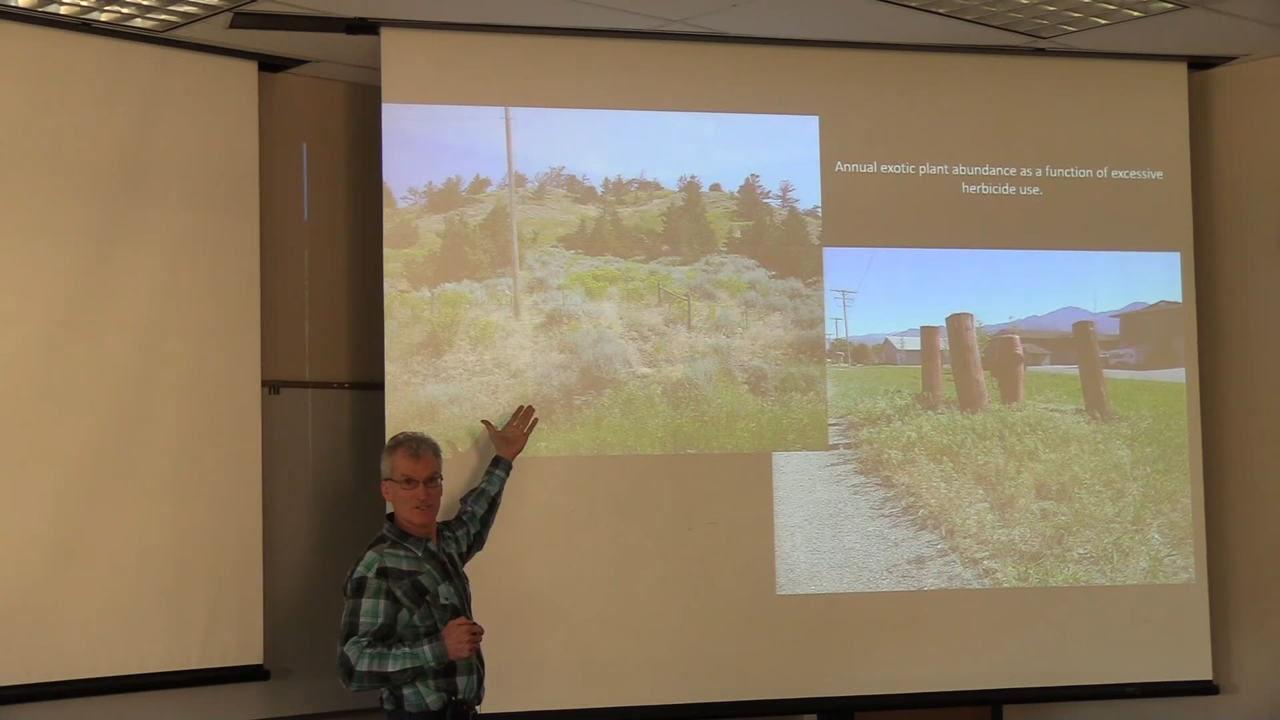 Annual exotic plant abundance as a function of excessive
herbicide use.